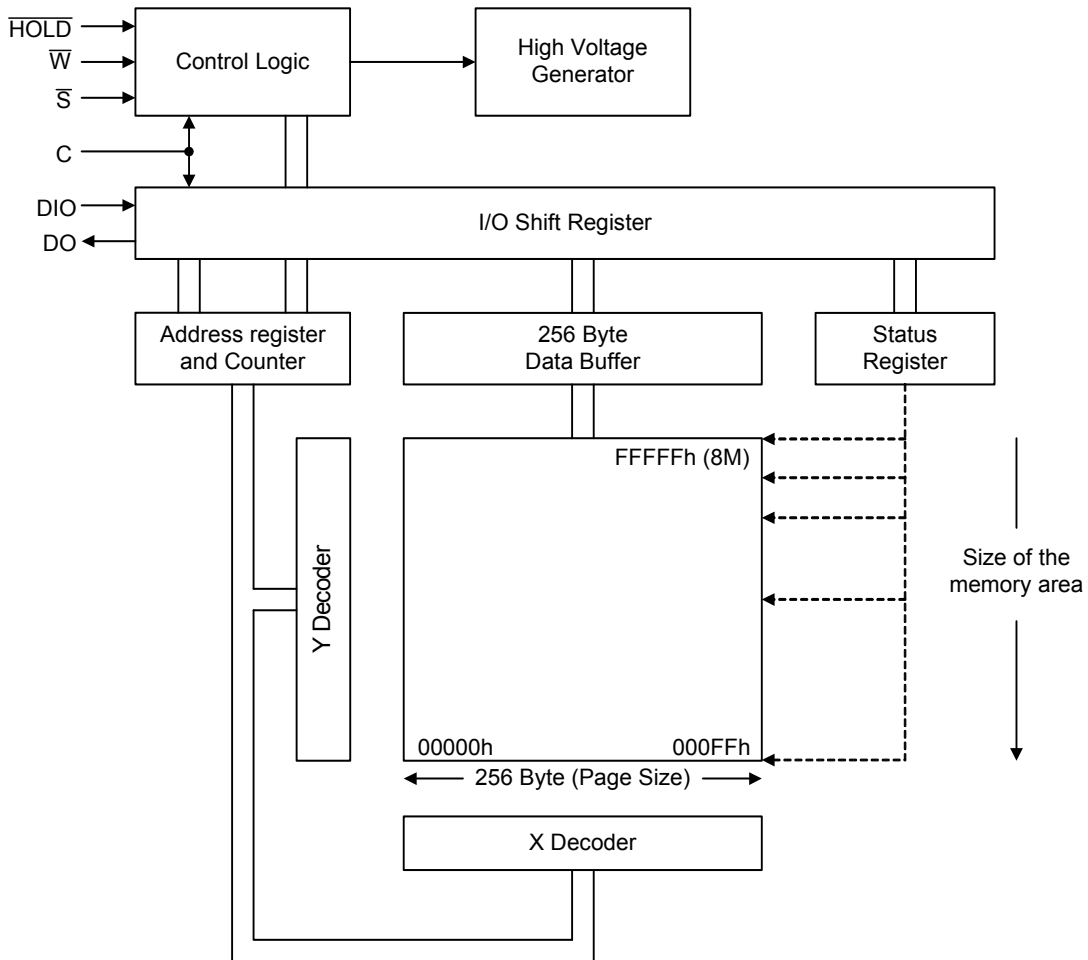 H̅O̅L̅D̅
W̅
S̅
C
DIO
DO
Control Logic
High Voltage
Generator
I/O Shift Register
Address register
and Counter
256 Byte
Data Buffer
Status
Register
Y Decoder
FFFFFh (8M)
00000h
000FFh
256 Byte (Page Size)
Size of the
memory area
X Decoder